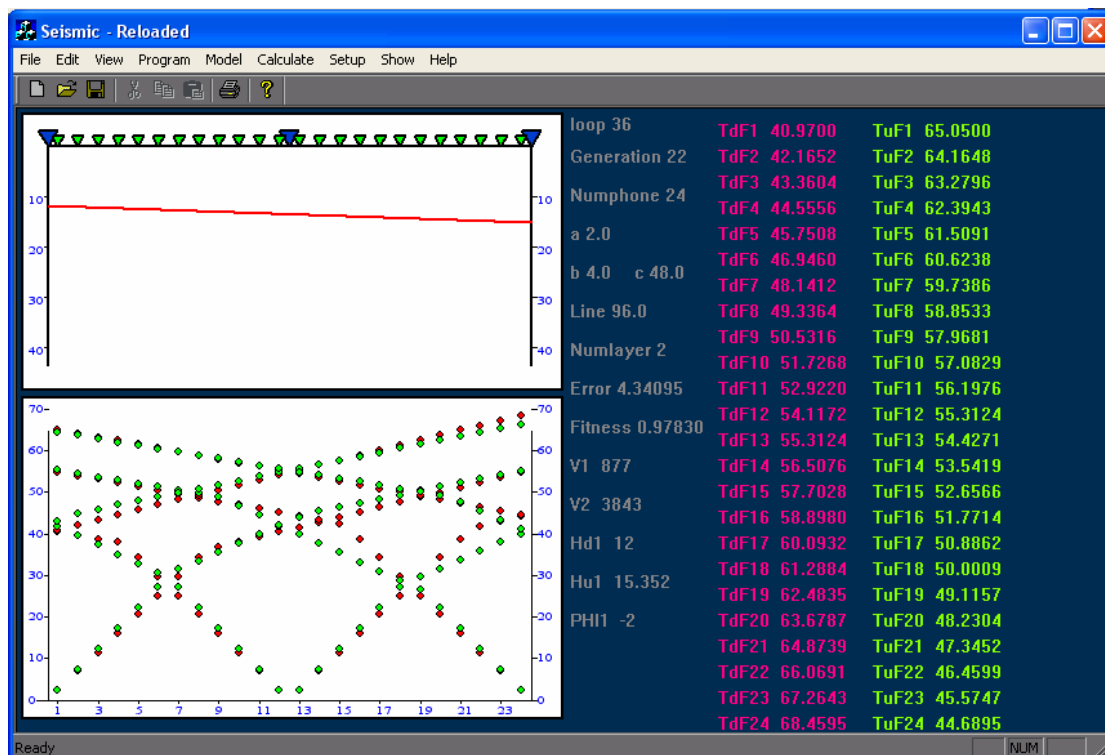 Seismic - Reloaded
File Edit View Program Model Calculate Setup Show Help
10 10
20 20
30 30
40 40
70 70
60 60
50 50
40 40
30 30
20 20
10 10
0 0
1 3 5 7 9 11 13 15 17 19 21 23
loop 36
Generation 22
Numphone 24
a 2.0
b 4.0 c 48.0
Line 96.0
Numlayer 2
Error 4.34095
Fitness 0.97830
V1 877
V2 3843
Hd1 12
Hu1 15.352
PHI1 -2
TdF1 40.9700
TdF2 42.1652
TdF3 43.3604
TdF4 44.5556
TdF5 45.7508
TdF6 46.9460
TdF7 48.1412
TdF8 49.3364
TdF9 50.5316
TdF10 51.7268
TdF11 52.9220
TdF12 54.1172
TdF13 55.3124
TdF14 56.5076
TdF15 57.7028
TdF16 58.8980
TdF17 60.0932
TdF18 61.2884
TdF19 62.4835
TdF20 63.6787
TdF21 64.8739
TdF22 66.0691
TdF23 67.2643
TdF24 68.4595
TuF1 65.0500
TuF2 64.1648
TuF3 63.2796
TuF4 62.3943
TuF5 61.5091
TuF6 60.6238
TuF7 59.7386
TuF8 58.8533
TuF9 57.9681
TuF10 57.0829
TuF11 56.1976
TuF12 55.3124
TuF13 54.4271
TuF14 53.5419
TuF15 52.6566
TuF16 51.7714
TuF17 50.8862
TuF18 50.0009
TuF19 49.1157
TuF20 48.2304
TuF21 47.3452
TuF22 46.4599
TuF23 45.5747
TuF24 44.6895
Ready NUM